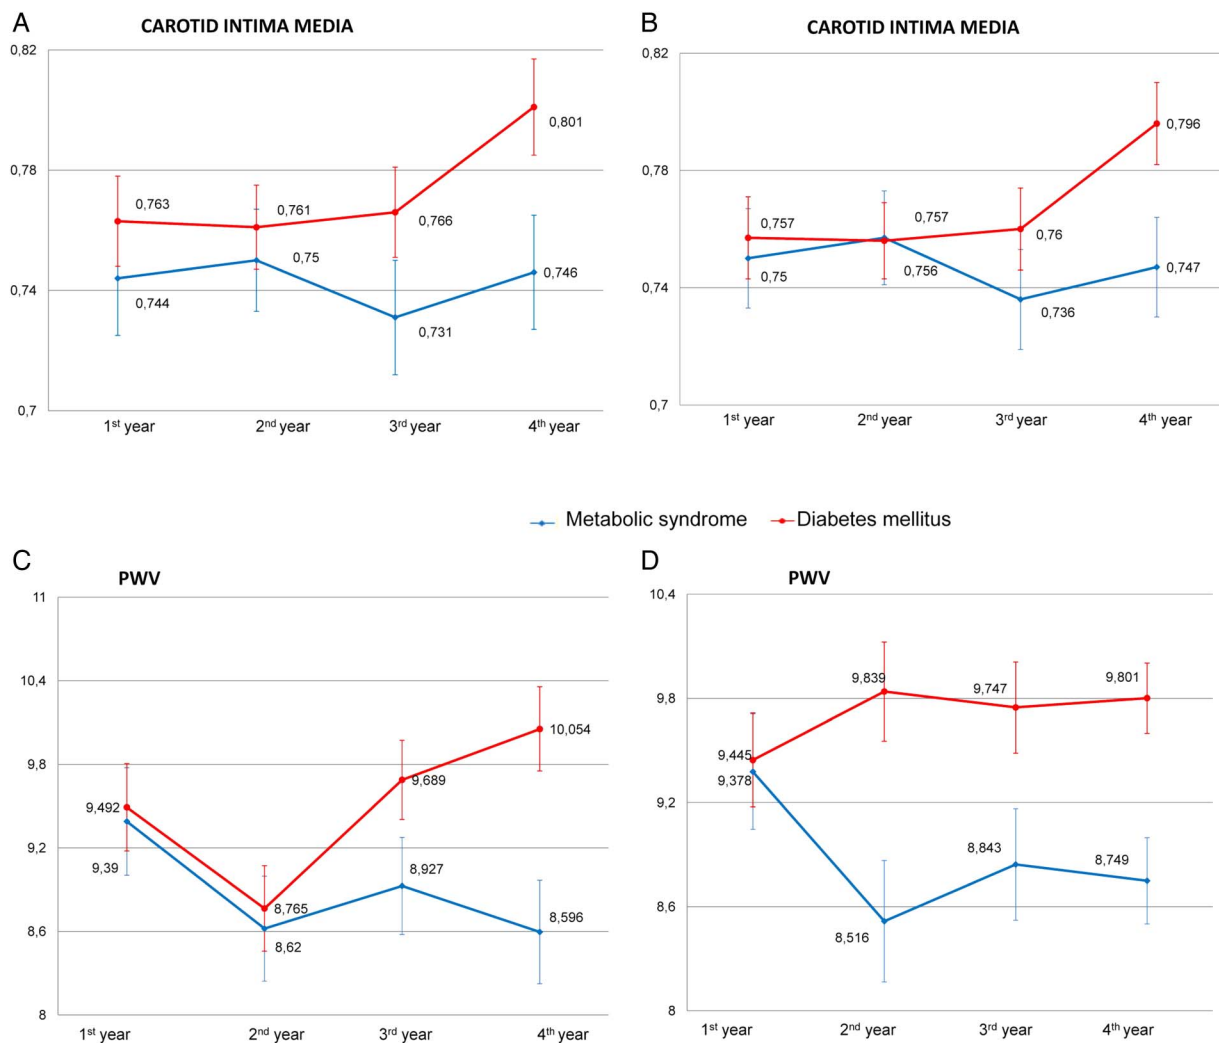 A
CAROTID INTIMA MEDIA
0,82
0,78
0,74
0,7
0,763
0,761
0,766
0,801
0,744
0,75
0,731
0,746
1st year
2nd year
3rd year
4th year
B
CAROTID INTIMA MEDIA
0,82
0,78
0,74
0,7
0,757
0,757
0,76
0,796
0,75
0,756
0,736
0,747
1st year
2nd year
3rd year
4th year
Metabolic syndrome
Diabetes mellitus
C
PWV
11
10,4
9,8
9,2
8,6
8
9,492
8,765
9,689
10,054
9,39
8,62
8,927
8,596
1st year
2nd year
3rd year
4th year
D
PWV
10,4
9,8
9,2
8,6
8
9,445
9,839
9,747
9,801
9,378
8,516
8,843
8,749
1st year
2nd year
3rd year
4th year